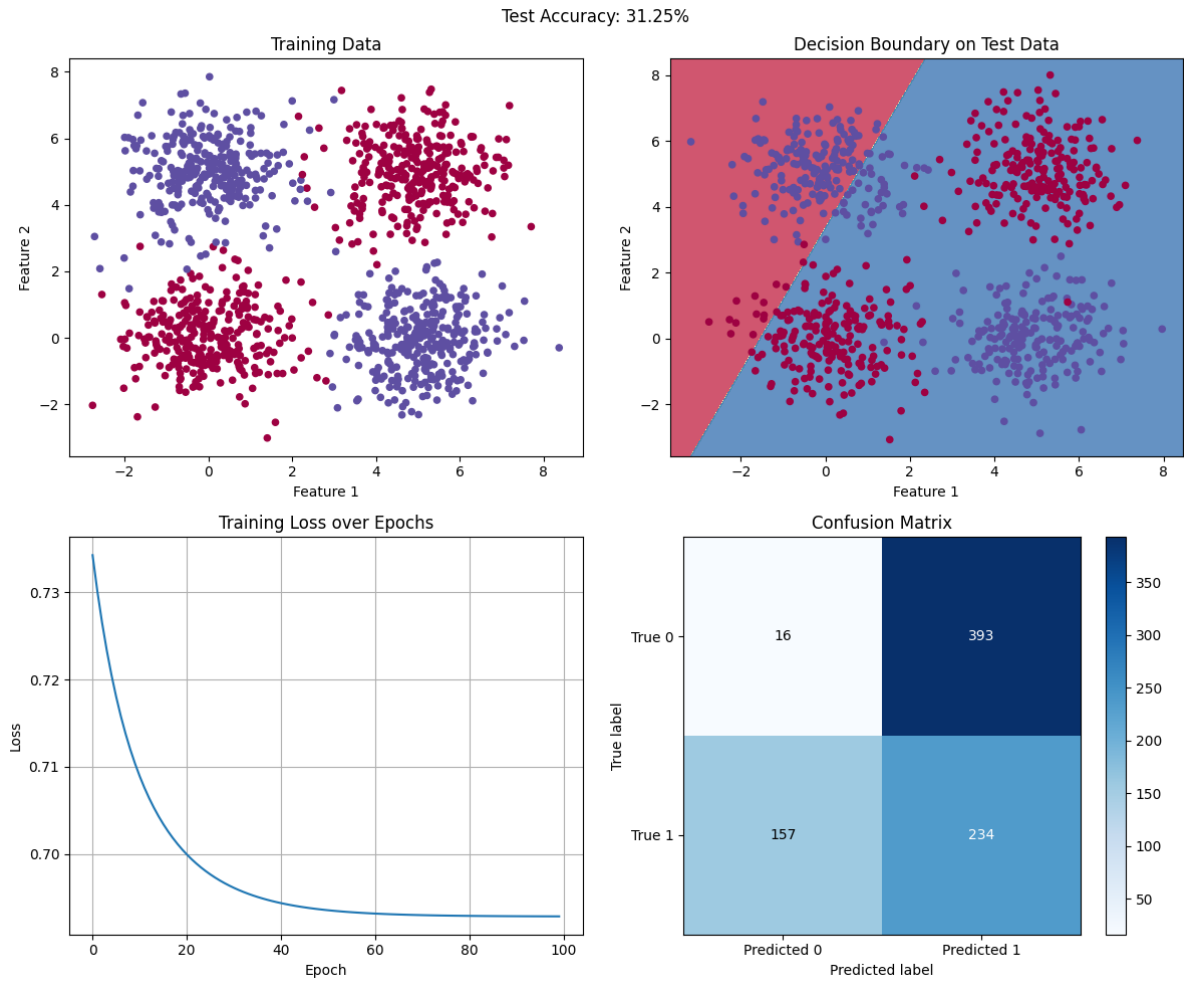 Test Accuracy: 31.25%
Training Data
8
6
4
2
0
−2
Feature 2
−2 0 2 4 6 8
Feature 1
Decision Boundary on Test Data
8
6
4
2
0
−2
Feature 2
−2 0 2 4 6 8
Feature 1
Training Loss over Epochs
0.73
0.72
0.71
0.70
Loss
0 20 40 60 80 100
Epoch
Confusion Matrix
True 0
16 393
True 1
157 234
True label
Predicted 0 Predicted 1
Predicted label
350
300
250
200
150
100
50